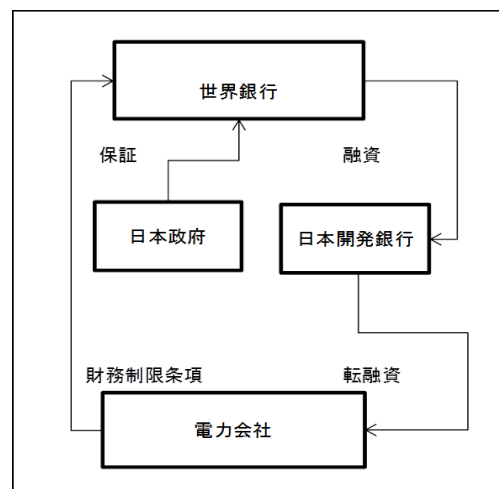 世界銀行
保証
融資
日本政府
日本開発銀行
財務制限条項
転融資
電力会社